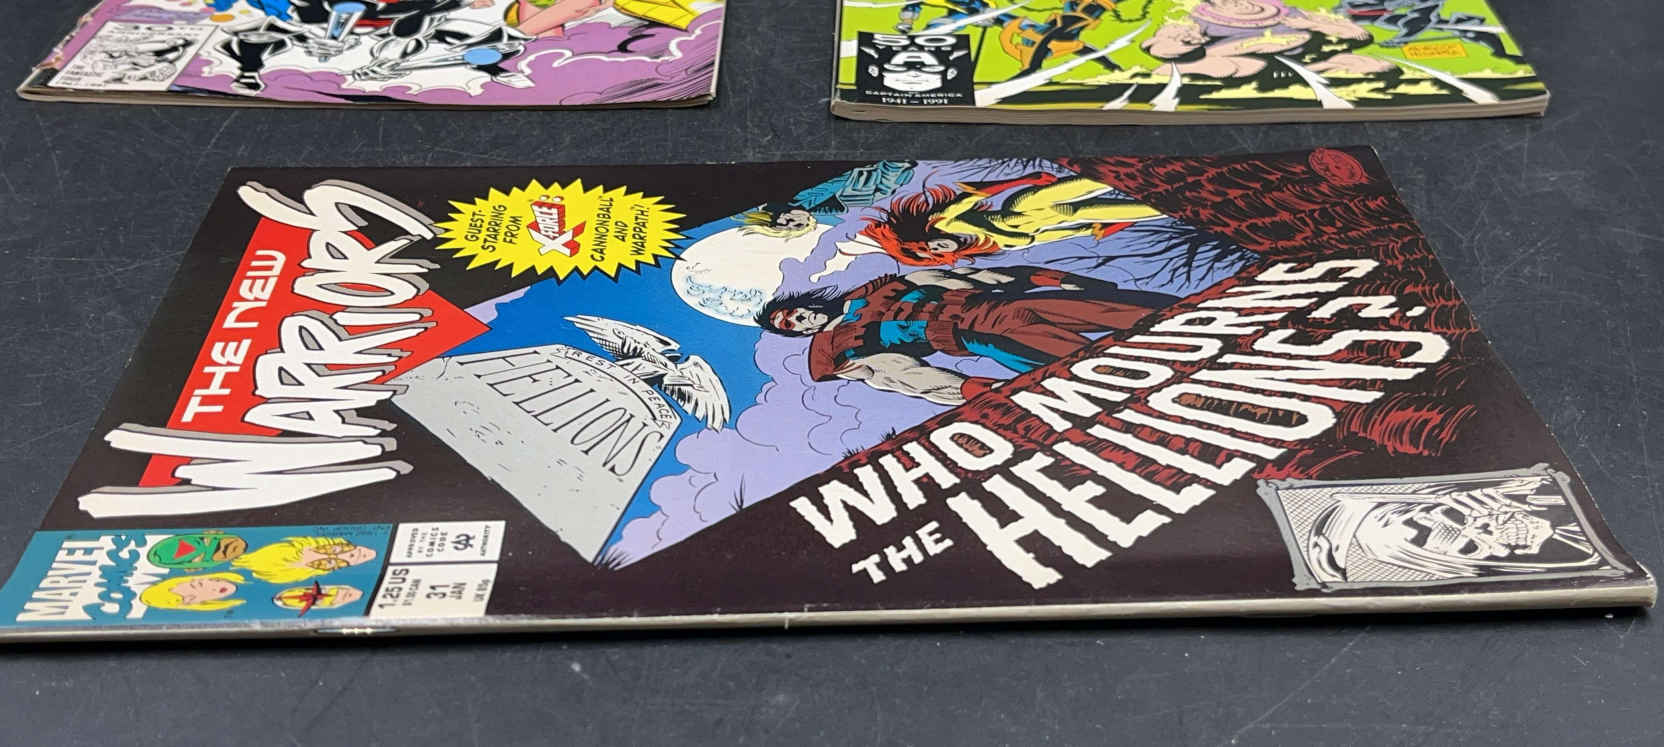 50
YEARS
CAPTAIN AMERICA
1941-1991
THE NEW
WARRIORS
GUEST-
STARRING
FROM
X-FORCE:
CANNONBALL
AND
WARPATH!
REST IN PEACE
HELLIONS
WHO MOURNS
THE HELLIONS?
MARVEL
COMICS
APPROVED
BY THE
COMICS
CODE
AUTHORITY
1.25 US
31
JAN